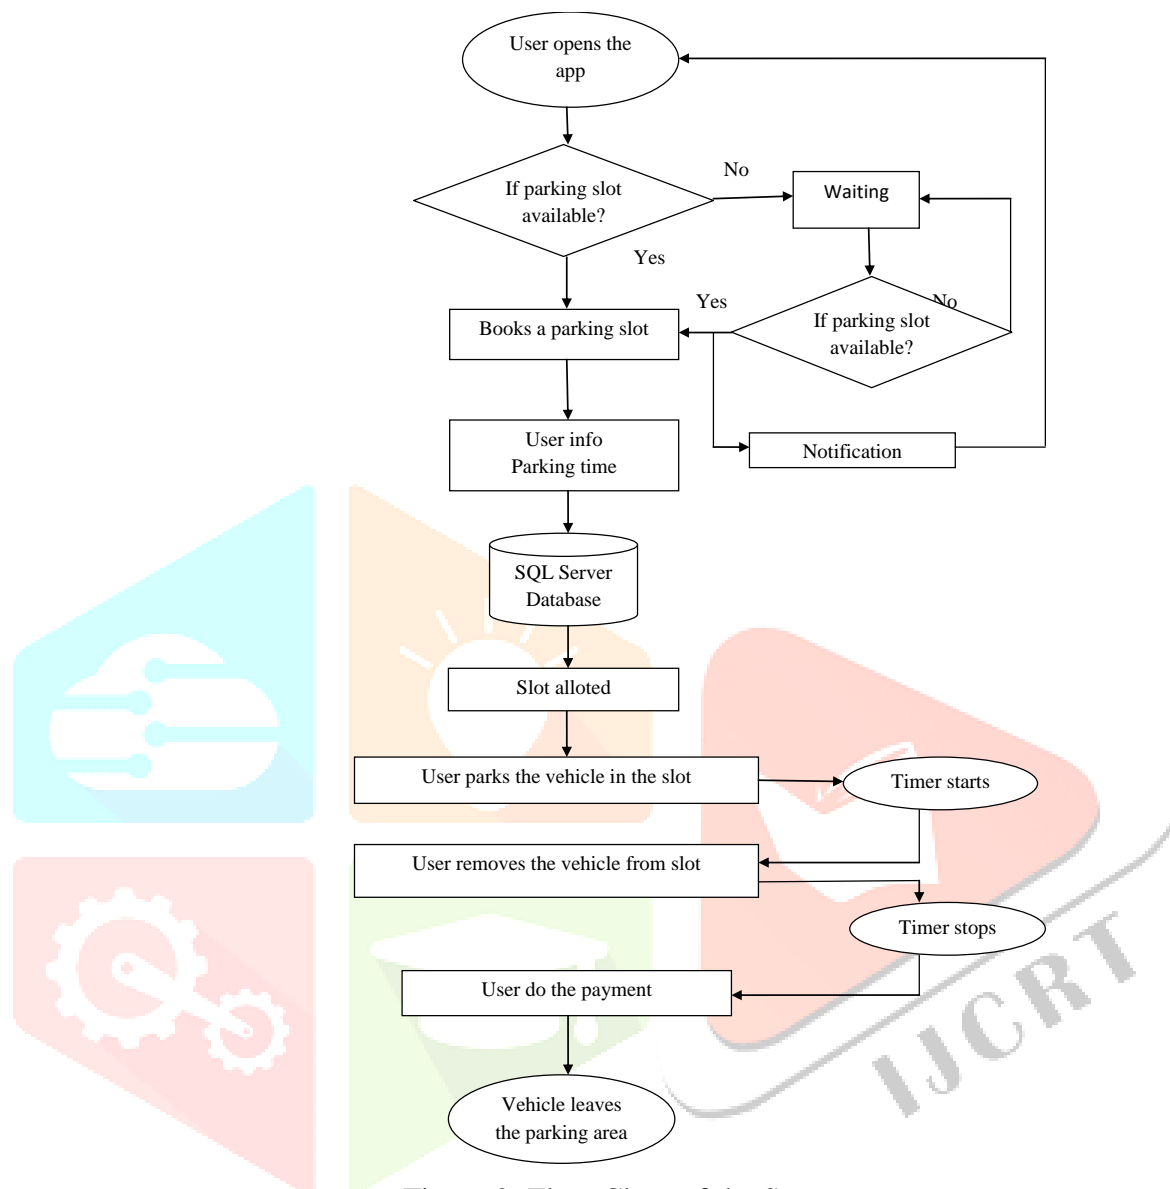 User opens the
app
If parking slot
available?
No
Waiting
Yes
Books a parking slot
Yes
No
If parking slot
available?
User info
Parking time
Notification
SQL Server
Database
Slot alloted
User parks the vehicle in the slot
Timer starts
User removes the vehicle from slot
Timer stops
User do the payment
Vehicle leaves
the parking area
IJCRT